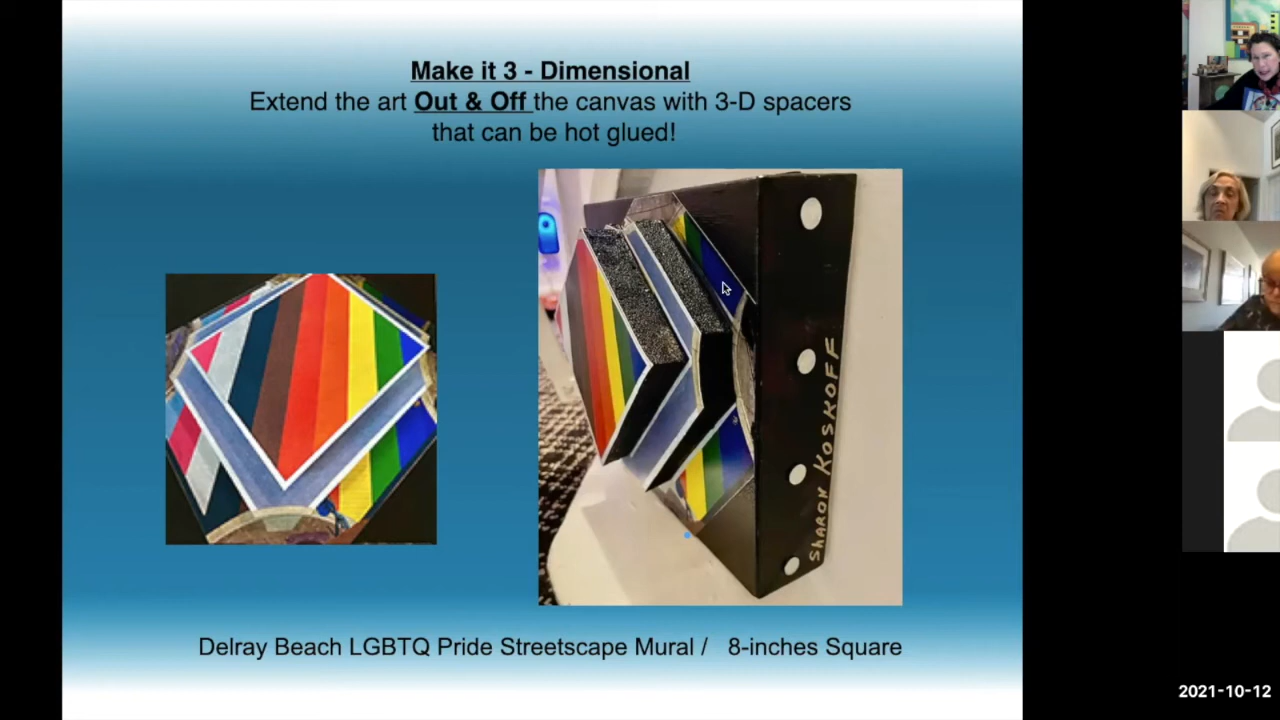 Make it 3 - Dimensional
Extend the art Out & Off the canvas with 3-D spacers
that can be hot glued!
SHARON KOSKOFF
Delray Beach LGBTQ Pride Streetscape Mural / 8-inches Square
2021-10-12